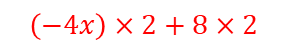 (−4x) × 2 + 8 × 2